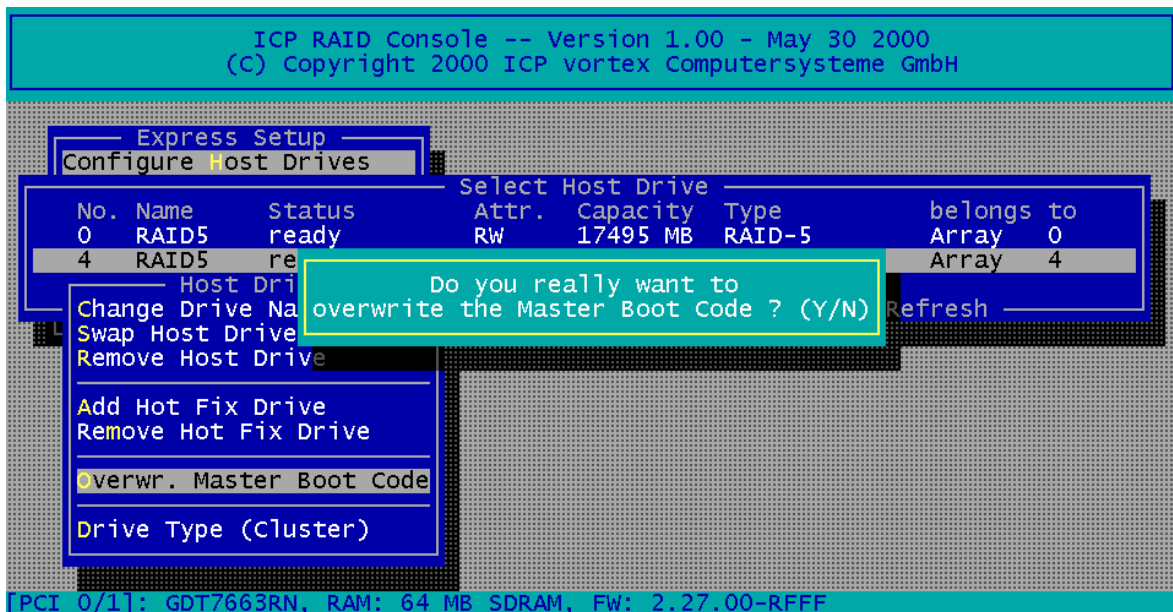 ICP RAID Console -- Version 1.00 - May 30 2000
(C) Copyright 2000 ICP vortex Computersysteme GmbH
Express Setup
Configure Host Drives
Select Host Drive
No. Name Status Attr. Capacity Type belongs to
0 RAID5 ready RW 17495 MB RAID-5 Array 0
4 RAID5 re Array 4
Do you really want to
overwrite the Master Boot Code ? (Y/N)
Refresh
Host Dri
Change Drive Na
Swap Host Drive
Remove Host Drive
Add Hot Fix Drive
Remove Hot Fix Drive
Overwr. Master Boot Code
Drive Type (Cluster)
[PCI 0/1]: GDT7663RN, RAM: 64 MB SDRAM, FW: 2.27.00-RFFF